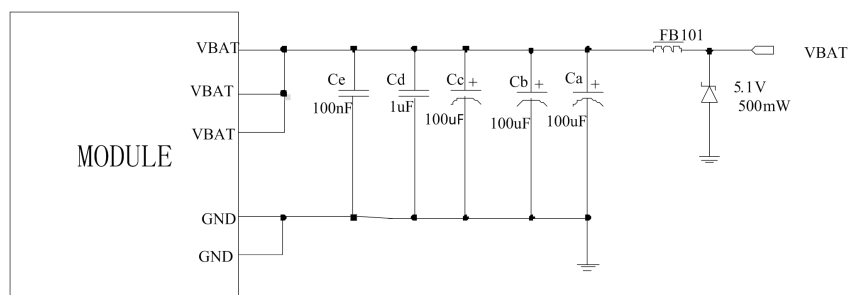 FB101
VBAT
VBAT
Ce
Cd
Cc
+
Cb
+
Ca
+
5.1V
500mW
VBAT
100nF
1uF
100uF
100uF
100uF
VBAT
MODULE
GND
GND